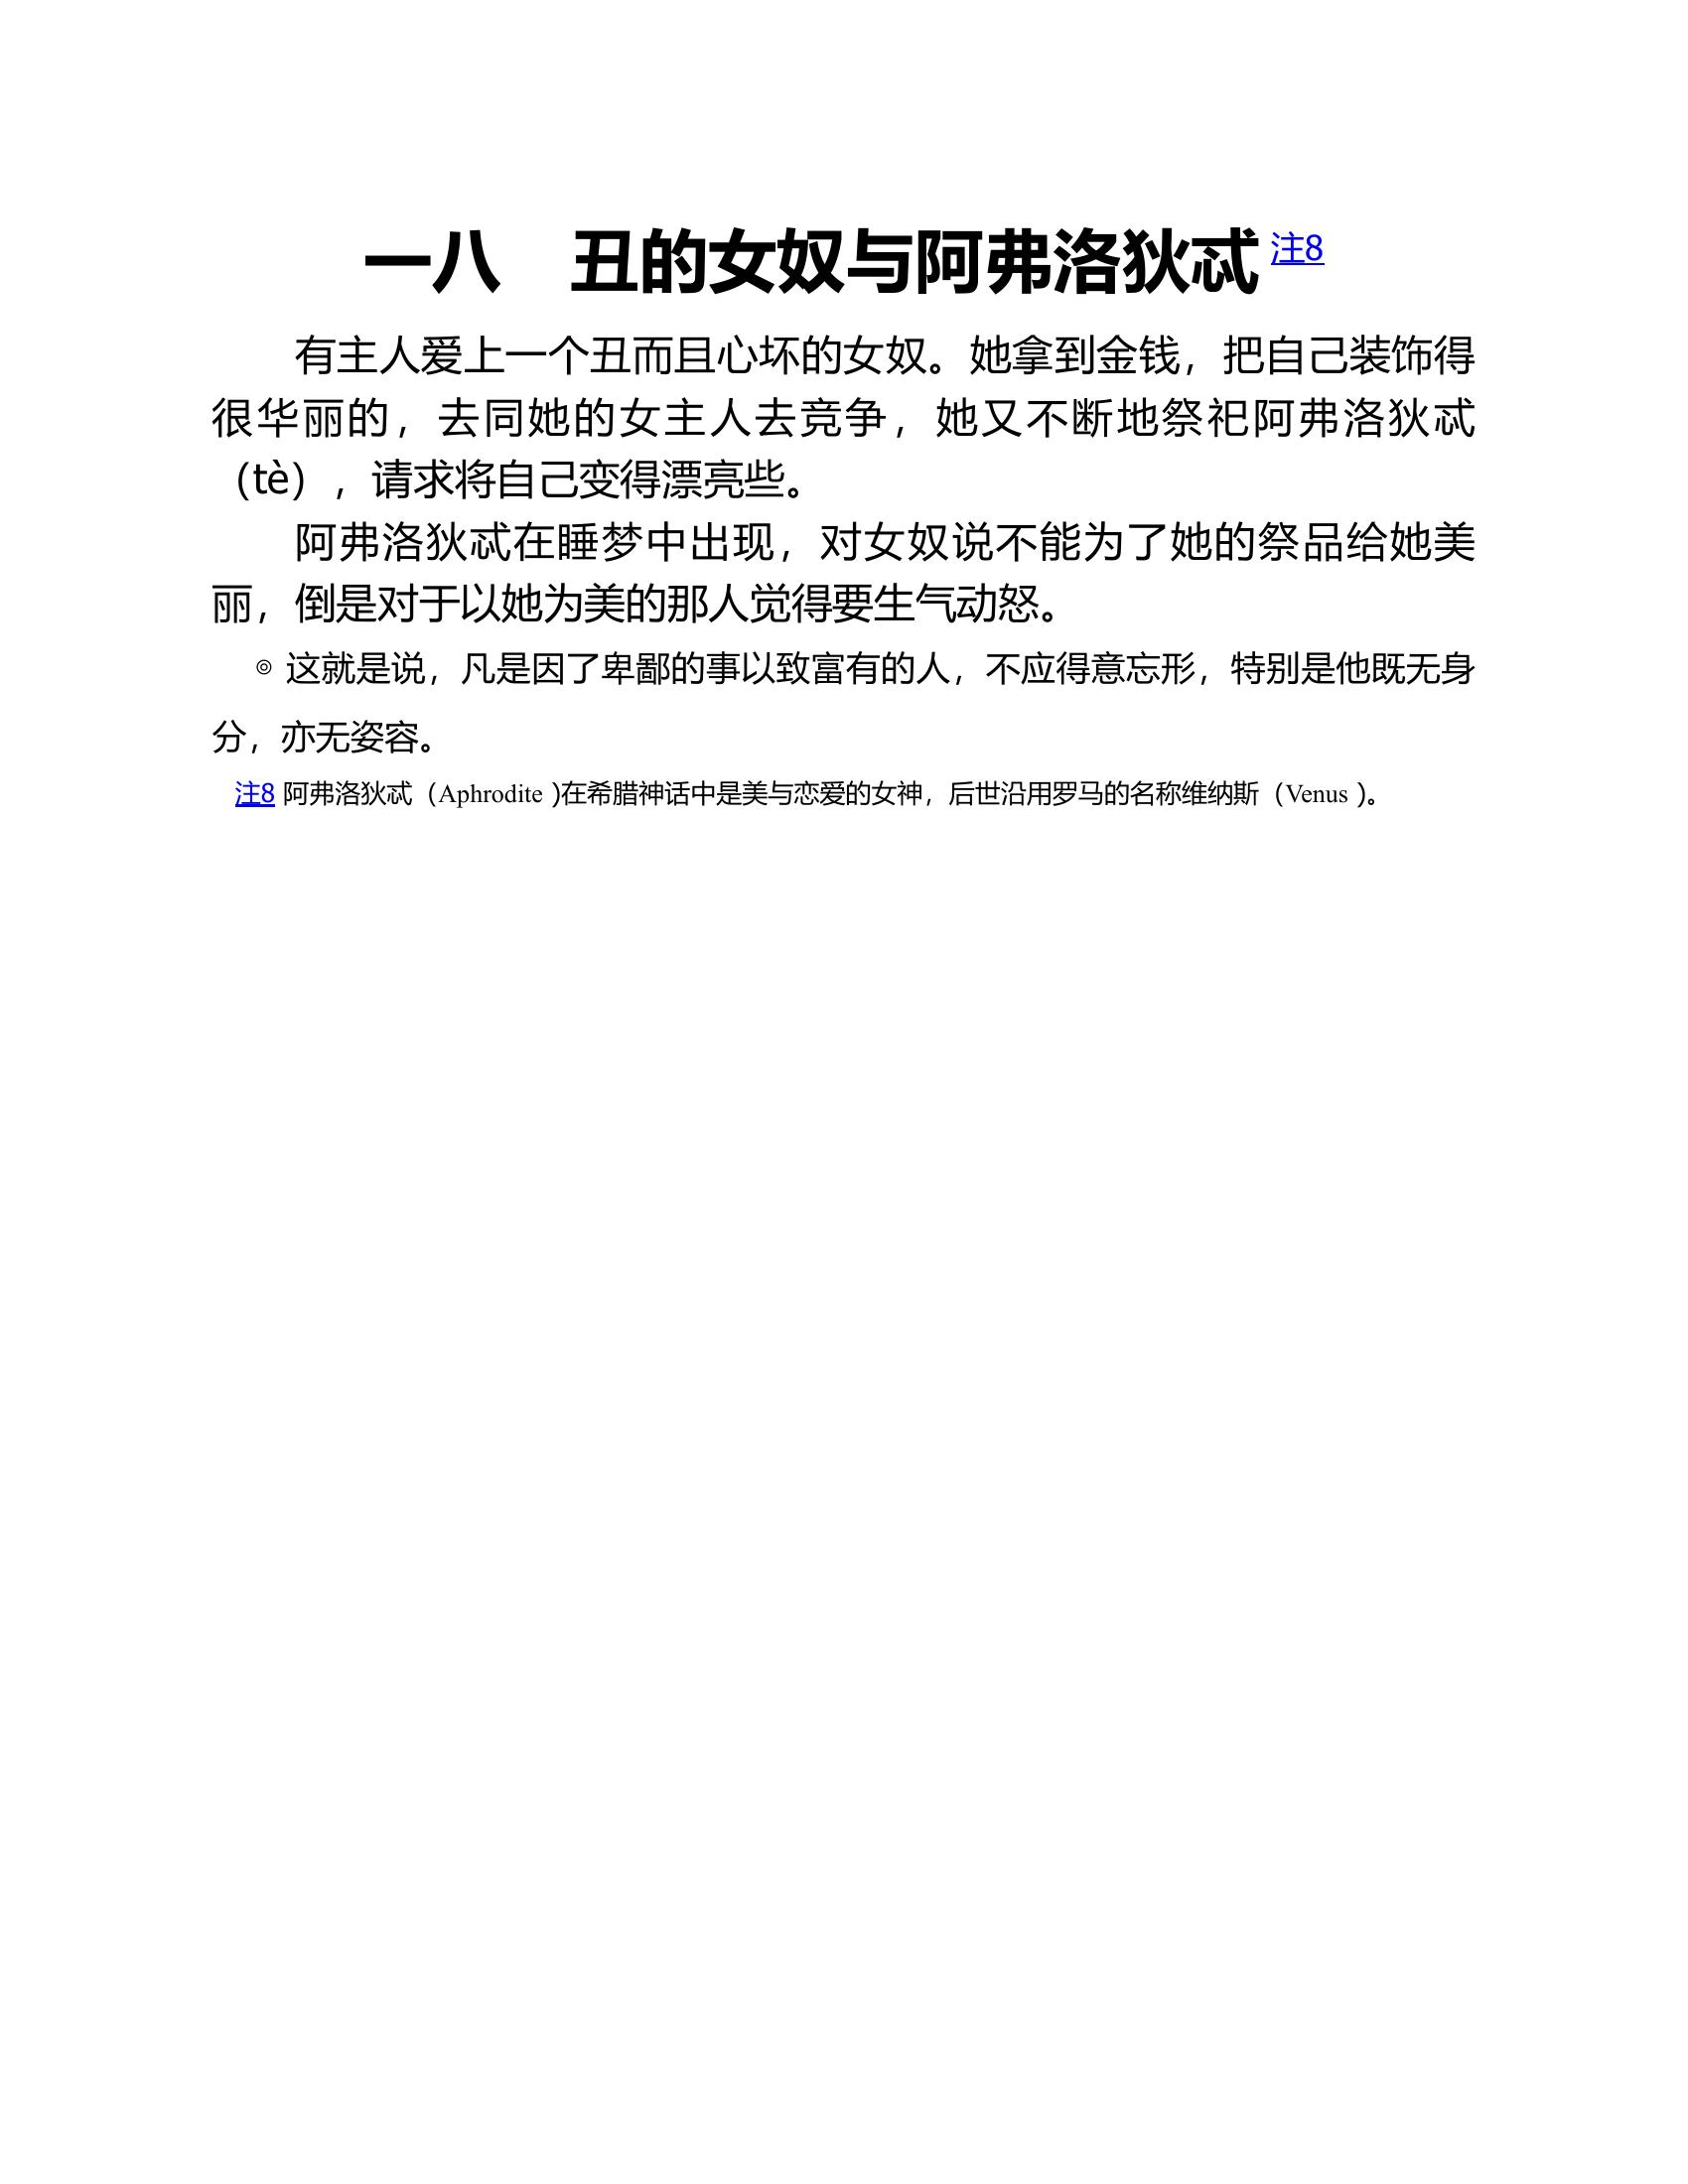 一八　丑的女奴与阿弗洛狄忒 注8
有主人爱上一个丑而且心坏的女奴。她拿到金钱，把自己装饰得
很华丽的，去同她的女主人去竞争，她又不断地祭祀阿弗洛狄忒
（tè），请求将自己变得漂亮些。
阿弗洛狄忒在睡梦中出现，对女奴说不能为了她的祭品给她美
丽，倒是对于以她为美的那人觉得要生气动怒。
◎ 这就是说，凡是因了卑鄙的事以致富有的人，不应得意忘形，特别是他既无身
分，亦无姿容。
注8 阿弗洛狄忒（Aphrodite ）在希腊神话中是美与恋爱的女神，后世沿用罗马的名称维纳斯（Venus ）。